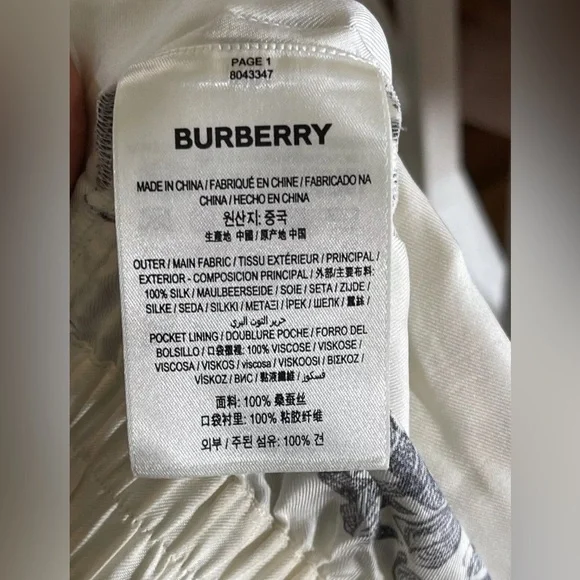 PAGE 1
8043347
BURBERRY
MADE IN CHINA / FABRIQUÉ EN CHINE / FABRICADO NA
CHINA / HECHO EN CHINA
원산지: 중국
生產地 中國 / 原产地 中国
OUTER / MAIN FABRIC / TISSU EXTÉRIEUR / PRINCIPAL /
EXTERIOR - COMPOSICION PRINCIPAL / 外部/主要布料:
100% SILK / MAULBEERSEIDE / SOIE / SETA / ZIJDE /
SILKE / SEDA / SILKKI / ΜΕΤΑΞΙ / İPEK / ШЕЛК / 蠶絲 /
حرير التوت البري
POCKET LINING / DOUBLURE POCHE / FORRO DEL
BOLSILLO / 口袋襯裡: 100% VISCOSE / VISKOSE /
VISCOSA / VISKOS / viscosa / VISKOOSI / ΒΙΣΚΟΖ /
VİSKOZ / ВИС / 黏液纖維 / فسكوز
面料: 100% 桑蚕丝
口袋衬里: 100% 粘胶纤维
외부 / 주된 섬유: 100% 견